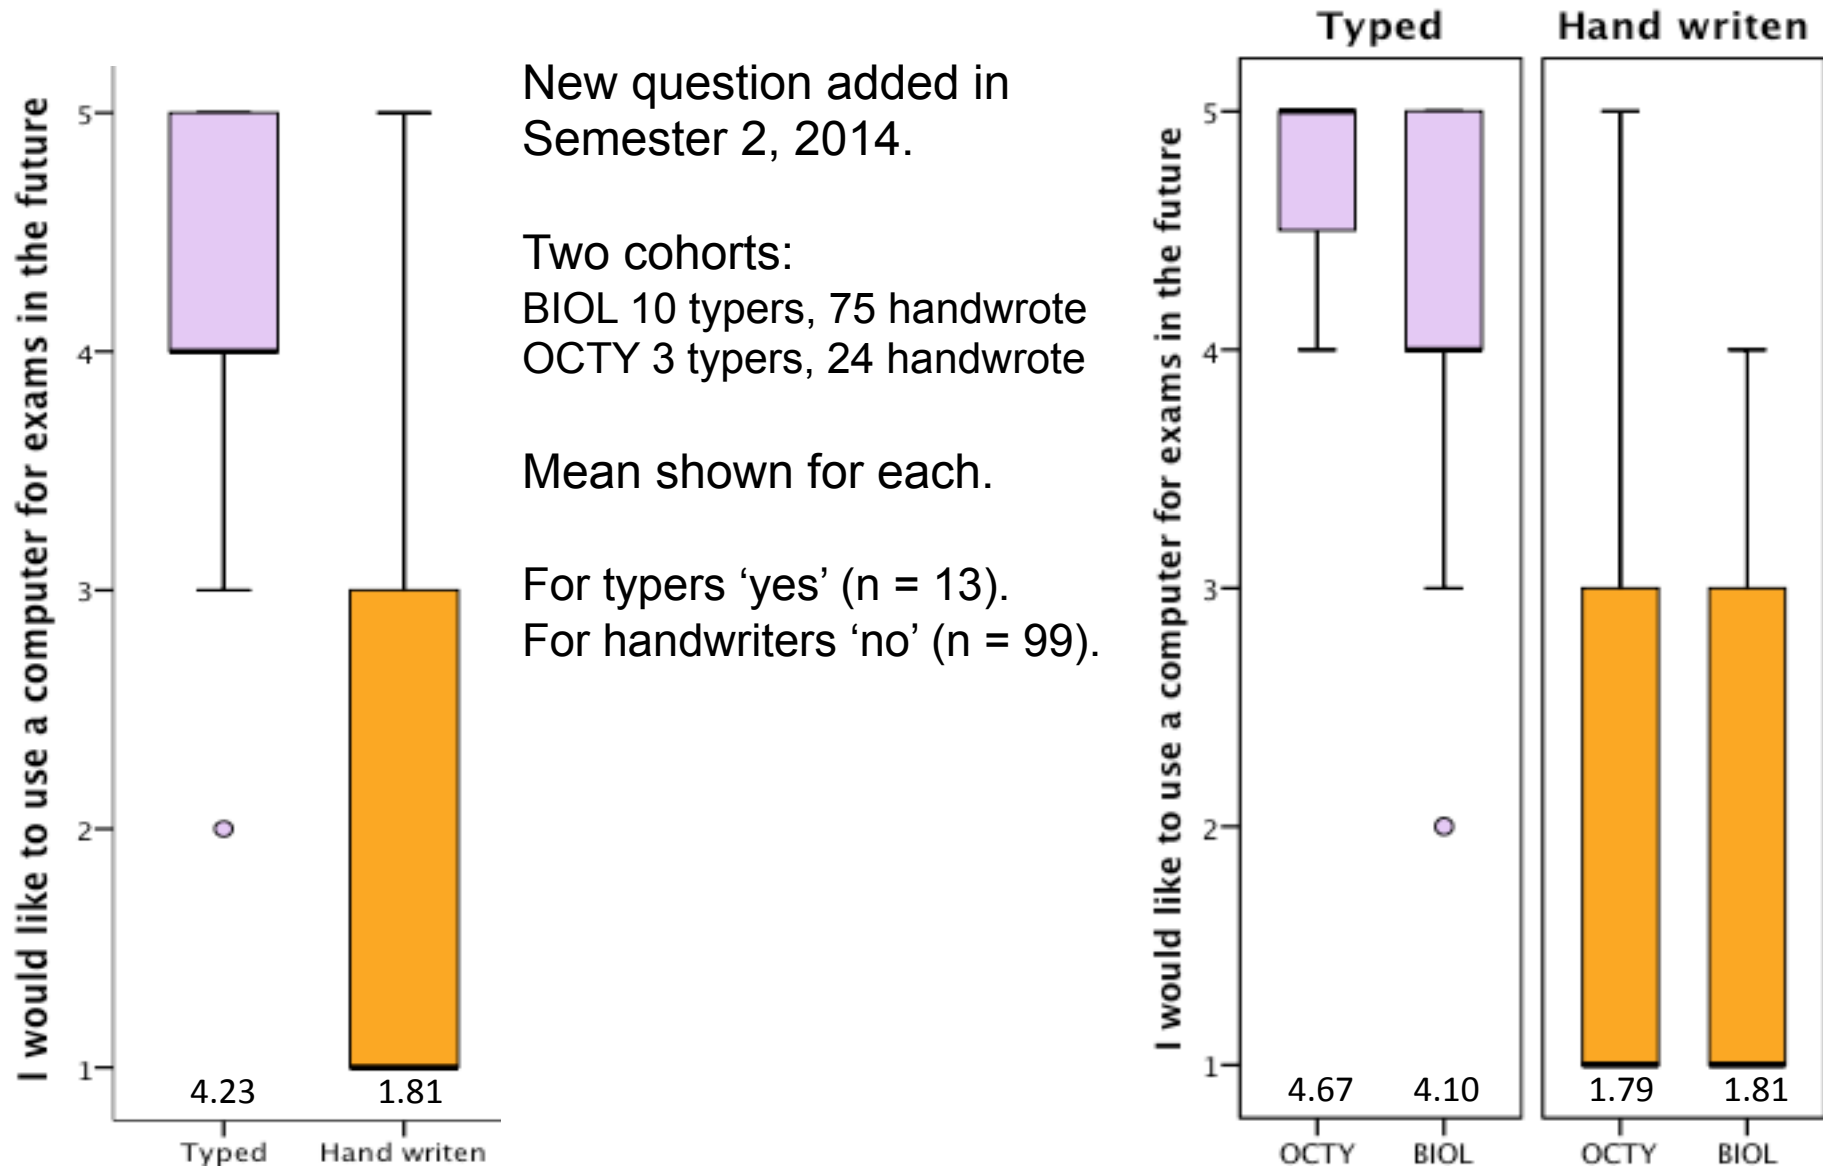 I would like to use a computer for exams in the future
5
4
3
2
1
4.23
1.81
Typed
Hand writen
New question added in
Semester 2, 2014.
Two cohorts:
BIOL 10 typers, 75 handwrote
OCTY 3 typers, 24 handwrote
Mean shown for each.
For typers ‘yes’ (n = 13).
For handwriters ‘no’ (n = 99).
Typed
Hand writen
I would like to use a computer for exams in the future
5
4
3
2
1
4.67
4.10
1.79
1.81
OCTY
BIOL
OCTY
BIOL